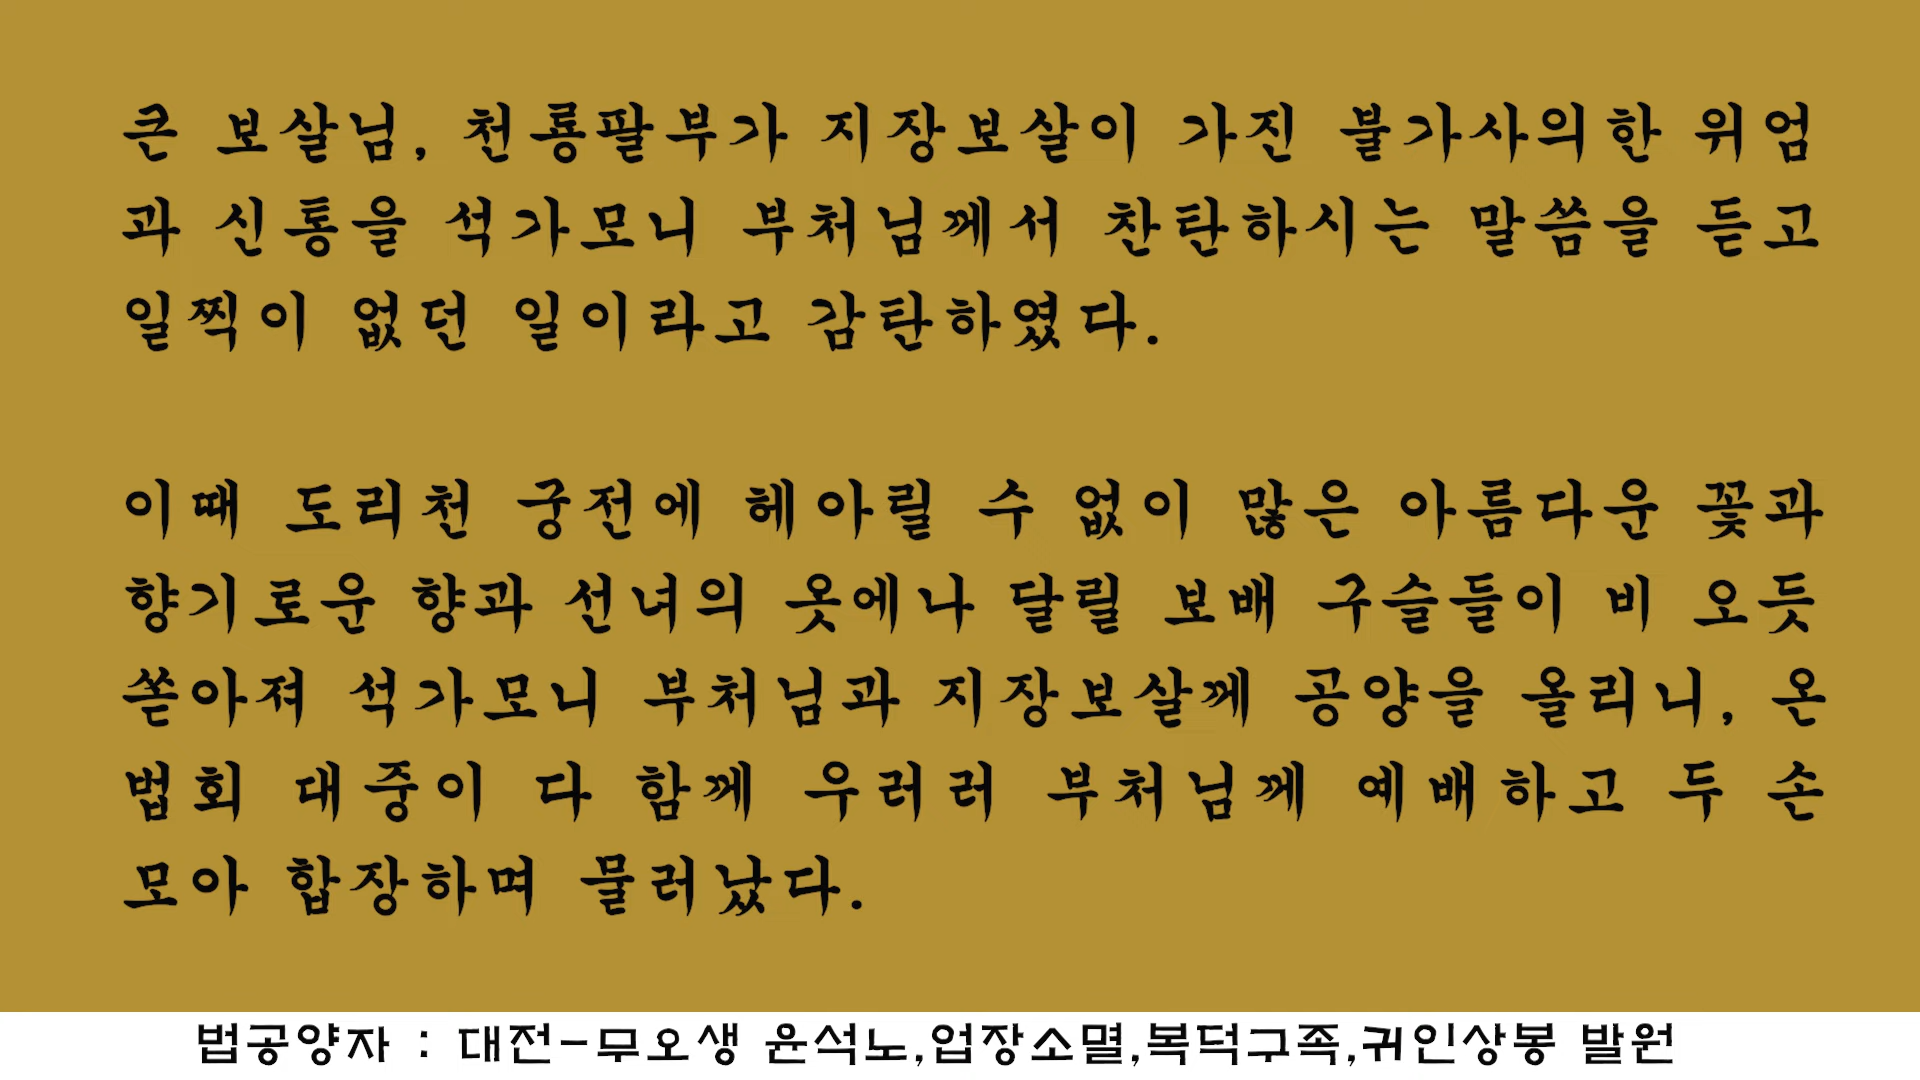 큰 보살님, 천룡팔부가 지장보살이 가진 불가사의한 위엄
과 신통을 석가모니 부처님께서 찬탄하시는 말씀을 듣고
일찍이 없던 일이라고 감탄하였다.
이때 도리천 궁전에 헤아릴 수 없이 많은 아름다운 꽃과
향기로운 향과 선녀의 옷에나 달릴 보배 구슬들이 비 오듯
쏟아져 석가모니 부처님과 지장보살께 공양을 올리니, 온
법회 대중이 다 함께 우러러 부처님께 예배하고 두 손
모아 합장하며 물러났다.
법공양자 : 대전-무오생 윤석노,업장소멸,복덕구족,귀인상봉 발원